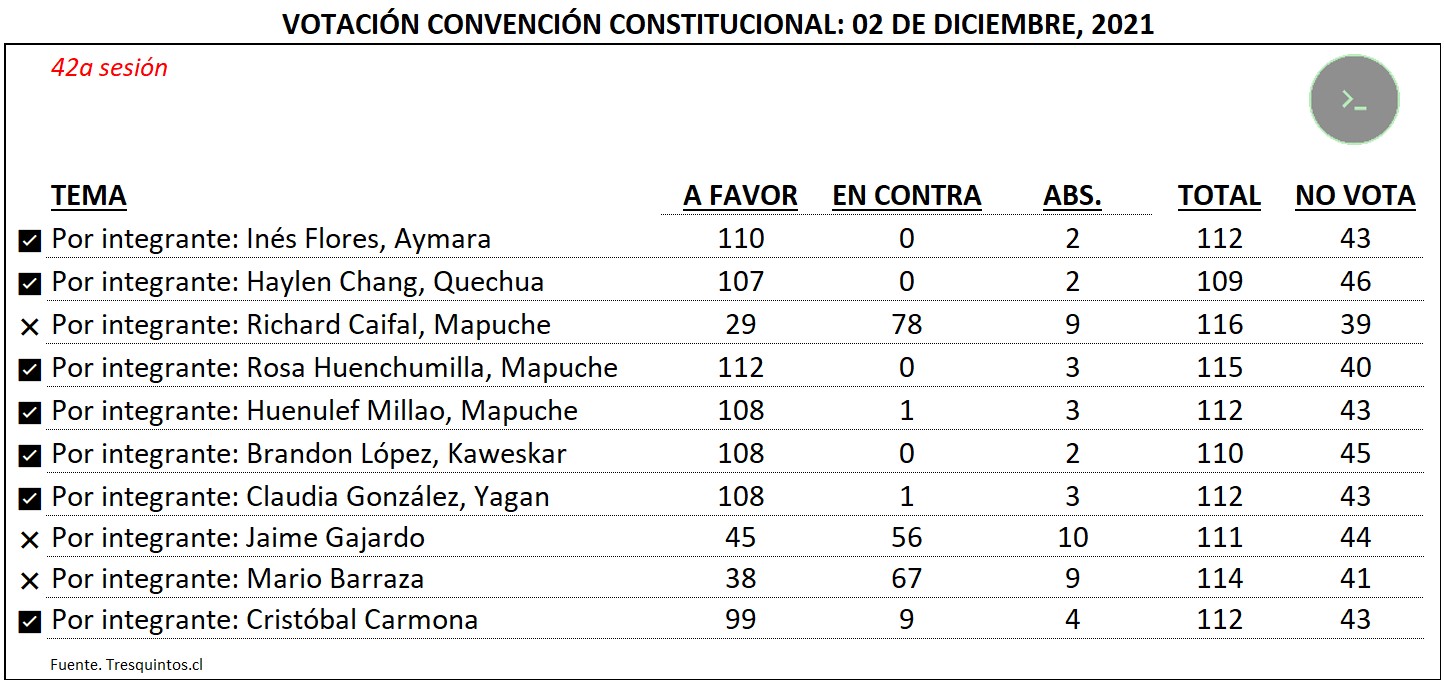 VOTACIÓN CONVENCIÓN CONSTITUCIONAL: 02 DE DICIEMBRE, 2021
42a sesión
>_
TEMA A FAVOR EN CONTRA ABS. TOTAL NO VOTA
Por integrante: Inés Flores, Aymara 110 0 2 112 43
Por integrante: Haylen Chang, Quechua 107 0 2 109 46
Por integrante: Richard Caifal, Mapuche 29 78 9 116 39
Por integrante: Rosa Huenchumilla, Mapuche 112 0 3 115 40
Por integrante: Huenulef Millao, Mapuche 108 1 3 112 43
Por integrante: Brandon López, Kaweskar 108 0 2 110 45
Por integrante: Claudia González, Yagan 108 1 3 112 43
Por integrante: Jaime Gajardo 45 56 10 111 44
Por integrante: Mario Barraza 38 67 9 114 41
Por integrante: Cristóbal Carmona 99 9 4 112 43
Fuente. Tresquintos.cl